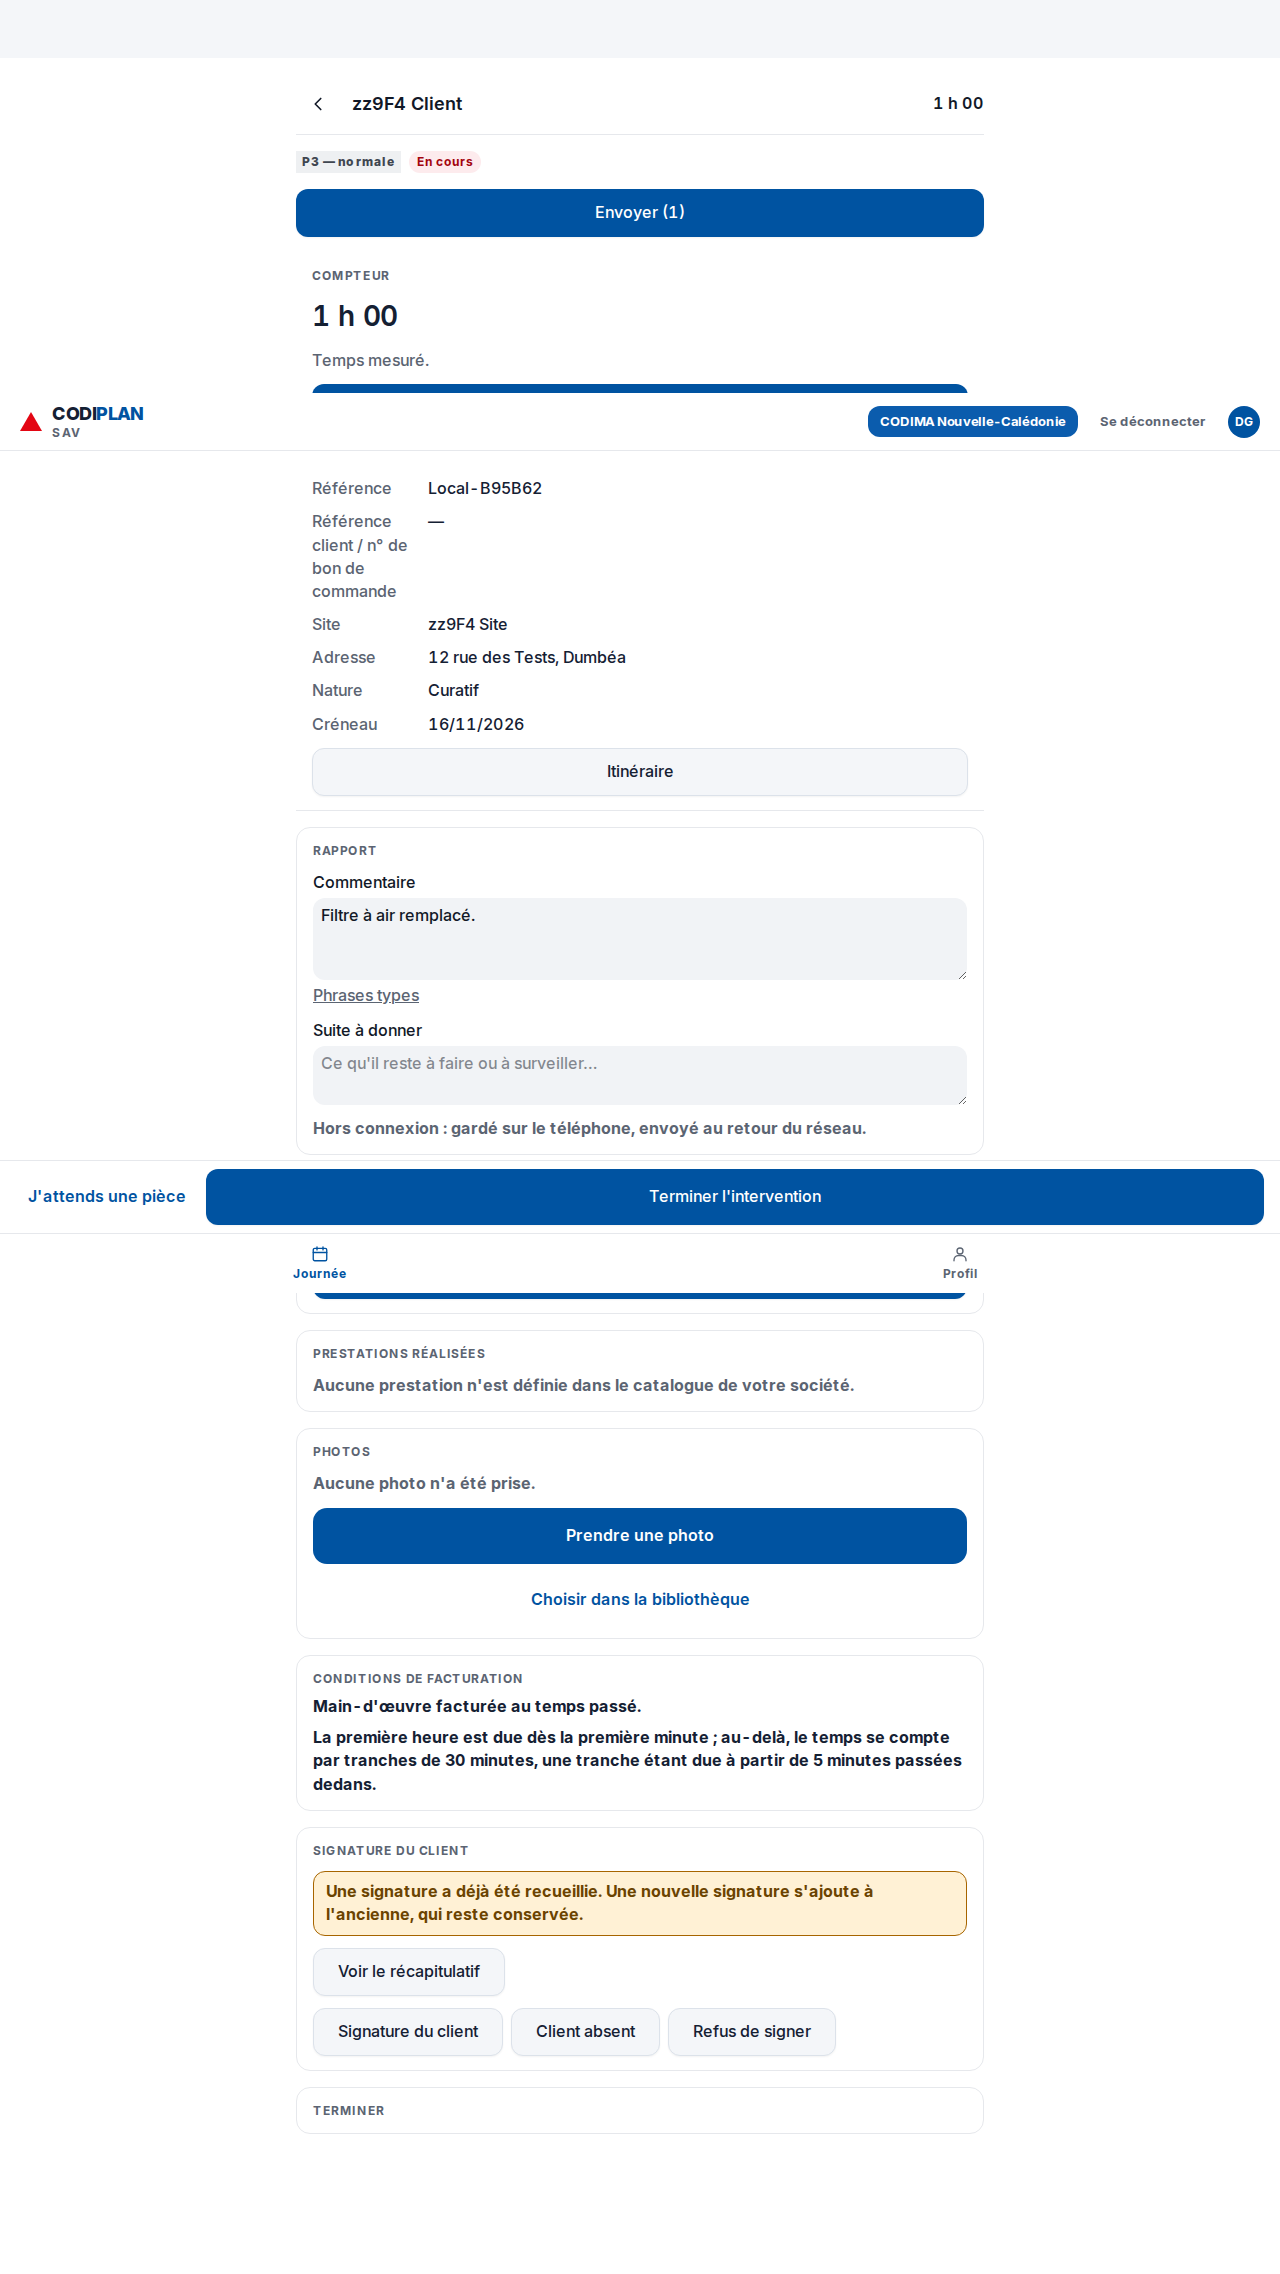 zz9F4 Client
1 h 00
P3 — normale
En cours
Envoyer (1)
COMPTEUR
1 h 00
Temps mesuré.
CODIPLAN
SAV
CODIMA Nouvelle-Calédonie
Se déconnecter
DG
Référence
Local-B95B62
Référence
client / n° de
bon de
commande
—
Site
zz9F4 Site
Adresse
12 rue des Tests, Dumbéa
Nature
Curatif
Créneau
16/11/2026
Itinéraire
RAPPORT
Commentaire
Filtre à air remplacé.
Phrases types
Suite à donner
Ce qu'il reste à faire ou à surveiller…
Hors connexion : gardé sur le téléphone, envoyé au retour du réseau.
J'attends une pièce
Terminer l'intervention
Journée
Profil
PRESTATIONS RÉALISÉES
Aucune prestation n'est définie dans le catalogue de votre société.
PHOTOS
Aucune photo n'a été prise.
Prendre une photo
Choisir dans la bibliothèque
CONDITIONS DE FACTURATION
Main-d'œuvre facturée au temps passé.
La première heure est due dès la première minute ; au-delà, le temps se compte
par tranches de 30 minutes, une tranche étant due à partir de 5 minutes passées
dedans.
SIGNATURE DU CLIENT
Une signature a déjà été recueillie. Une nouvelle signature s'ajoute à
l'ancienne, qui reste conservée.
Voir le récapitulatif
Signature du client
Client absent
Refus de signer
TERMINER